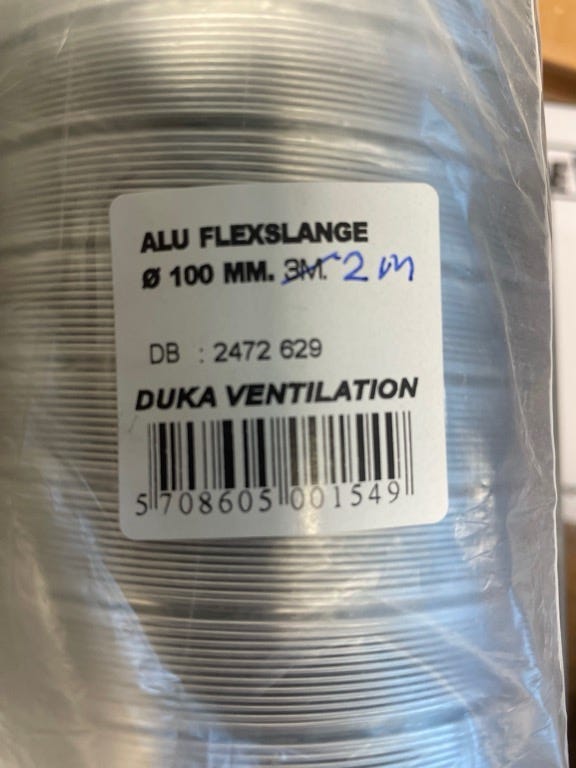 ALU FLEXSLANGE
Ø 100 MM. 3M. 2 m
DB : 2472 629
DUKA VENTILATION
5 708605 001549